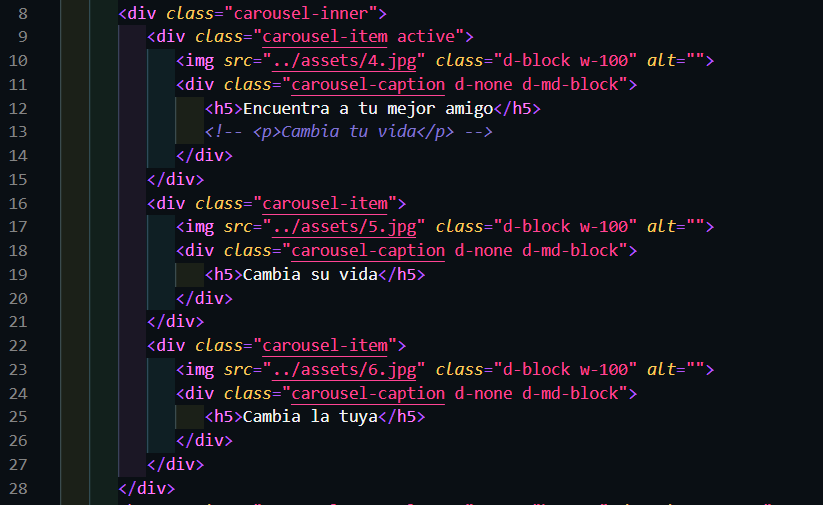 8 <div class="carousel-inner">
9 <div class="carousel-item active">
10 <img src="../assets/4.jpg" class="d-block w-100" alt="">
11 <div class="carousel-caption d-none d-md-block">
12 <h5>Encuentra a tu mejor amigo</h5>
13 <!-- <p>Cambia tu vida</p> -->
14 </div>
15 </div>
16 <div class="carousel-item">
17 <img src="../assets/5.jpg" class="d-block w-100" alt="">
18 <div class="carousel-caption d-none d-md-block">
19 <h5>Cambia su vida</h5>
20 </div>
21 </div>
22 <div class="carousel-item">
23 <img src="../assets/6.jpg" class="d-block w-100" alt="">
24 <div class="carousel-caption d-none d-md-block">
25 <h5>Cambia la tuya</h5>
26 </div>
27 </div>
28 </div>